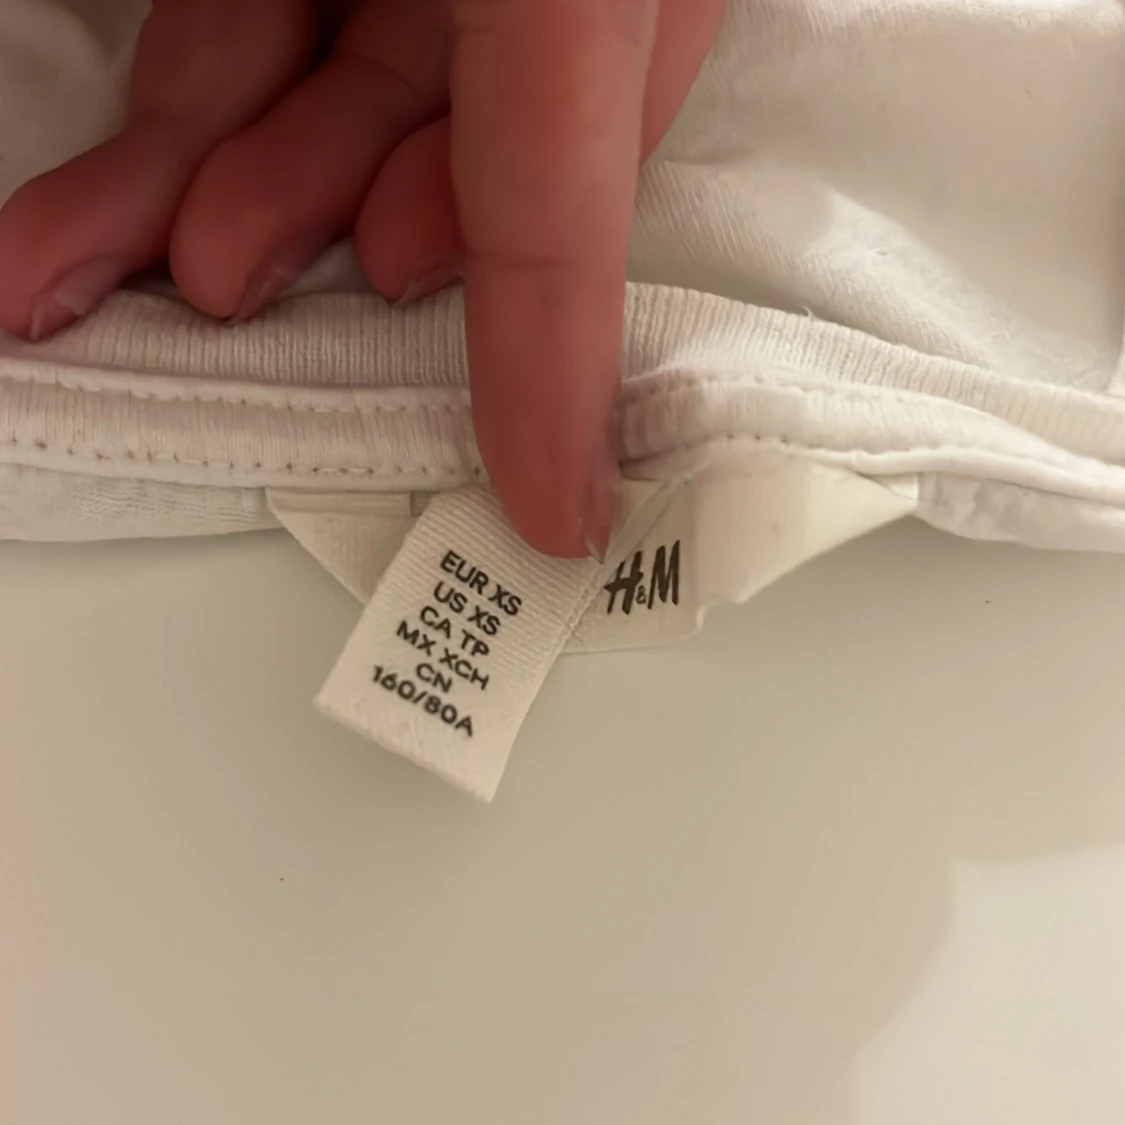 EUR XS
US XS
CA TP
MX XCH
CN
160/80A
H&M